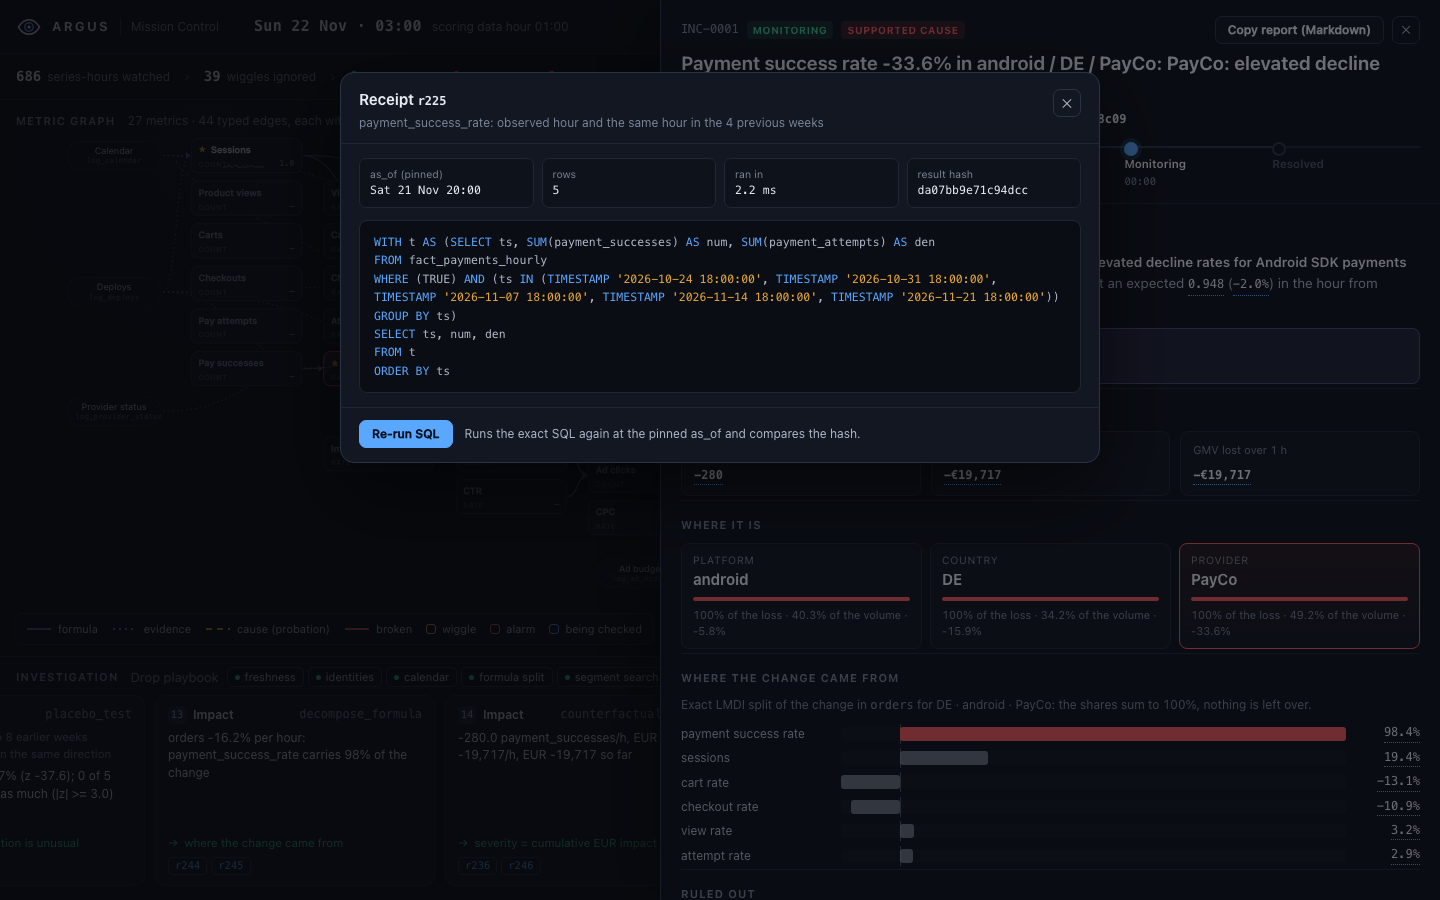 ARGUS
Mission Control
Sun 22 Nov · 03:00
scoring data hour 01:00
686 series-hours watched
39 wiggles ignored
METRIC GRAPH
27 metrics · 44 typed edges, each wit
Calendar
log_calendar
Deploys
log_deploys
Provider status
log_provider_status
★ Sessions
COUNT
1.0
Product views
COUNT
Carts
COUNT
Checkouts
COUNT
Pay attempts
COUNT
Pay successes
COUNT
CTR
RATE
Ad clicks
CPC
Ad budge
formula
evidence
cause (probation)
broken
wiggle
alarm
being checked
INVESTIGATION
Drop playbook
freshness
identities
calendar
formula split
segment search
placebo_test
8 earlier weeks
n the same direction
7% (z -37.6); 0 of 5
as much (|z| >= 3.0)
tion is unusual
13 Impact
decompose_formula
orders -16.2% per hour:
payment_success_rate carries 98% of the
change
→ where the change came from
r244
r245
14 Impact
counterfactual
-280.0 payment_successes/h, EUR
-19,717/h, EUR -19,717 so far
→ severity = cumulative EUR impact
r236
r246
Receipt r225
payment_success_rate: observed hour and the same hour in the 4 previous weeks
as_of (pinned)
Sat 21 Nov 20:00
rows
5
ran in
2.2 ms
result hash
da07bb9e71c94dcc
WITH t AS (SELECT ts, SUM(payment_successes) AS num, SUM(payment_attempts) AS den
FROM fact_payments_hourly
WHERE (TRUE) AND (ts IN (TIMESTAMP '2026-10-24 18:00:00', TIMESTAMP '2026-10-31 18:00:00',
TIMESTAMP '2026-11-07 18:00:00', TIMESTAMP '2026-11-14 18:00:00', TIMESTAMP '2026-11-21 18:00:00'))
GROUP BY ts)
SELECT ts, num, den
FROM t
ORDER BY ts
Re-run SQL
Runs the exact SQL again at the pinned as_of and compares the hash.
INC-0001
MONITORING
SUPPORTED CAUSE
Copy report (Markdown)
Payment success rate -33.6% in android / DE / PayCo: PayCo: elevated decline
3c09
Monitoring
00:00
Resolved
evated decline rates for Android SDK payments
t an expected 0.948 (−2.0%) in the hour from
−280
−€19,717
GMV lost over 1 h
−€19,717
WHERE IT IS
PLATFORM
android
100% of the loss · 40.3% of the volume ·
-5.8%
COUNTRY
DE
100% of the loss · 34.2% of the volume ·
-15.9%
PROVIDER
PayCo
100% of the loss · 49.2% of the volume ·
-33.6%
WHERE THE CHANGE CAME FROM
Exact LMDI split of the change in orders for DE · android · PayCo: the shares sum to 100%, nothing is left over.
payment success rate
98.4%
sessions
19.4%
cart rate
−13.1%
checkout rate
−10.9%
view rate
3.2%
attempt rate
2.9%
RULED OUT